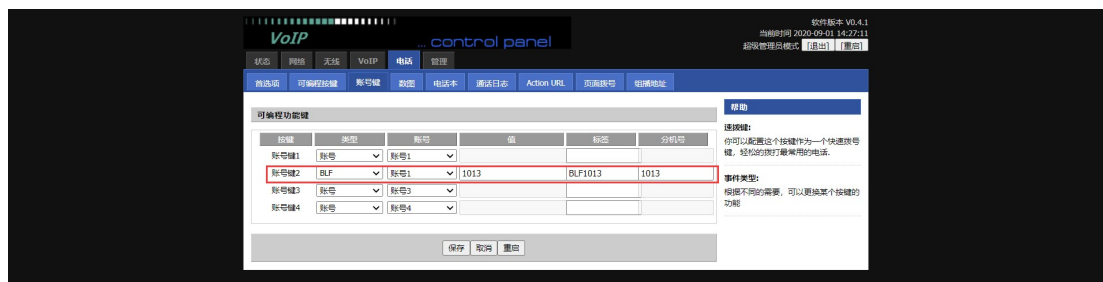 VoIP ... control panel
软件版本 V0.4.1
当前时间 2020-09-01 14:27:11
超级管理员模式 [退出] [重启]
状态 网络 无线 VoIP 电话 管理
首选项 可编程按键 账号键 数图 电话本 通话日志 Action URL 页面拨号 组播地址
可编程功能键
按键 类型 账号 值 标签 分机号
账号键1 账号 账号1
账号键2 BLF 账号1 1013 BLF1013 1013
账号键3 账号 账号3
账号键4 账号 账号4
保存 取消 重启
帮助
速拨键:
你可以配置这个按键作为一个快速拨号
键，轻松的拨打最常用的电话.
事件类型:
根据不同的需要，可以更换某个按键的
功能